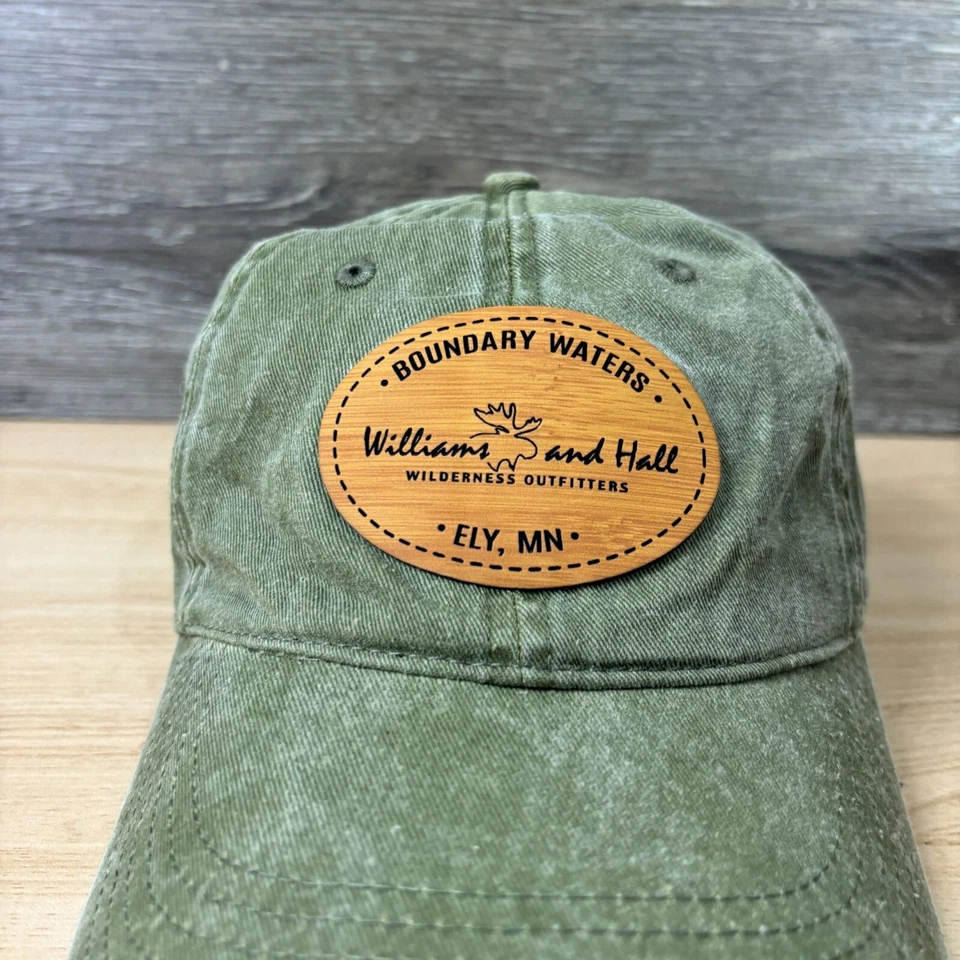 • BOUNDARY WATERS •
Williams and Hall
WILDERNESS OUTFITTERS
• ELY, MN •